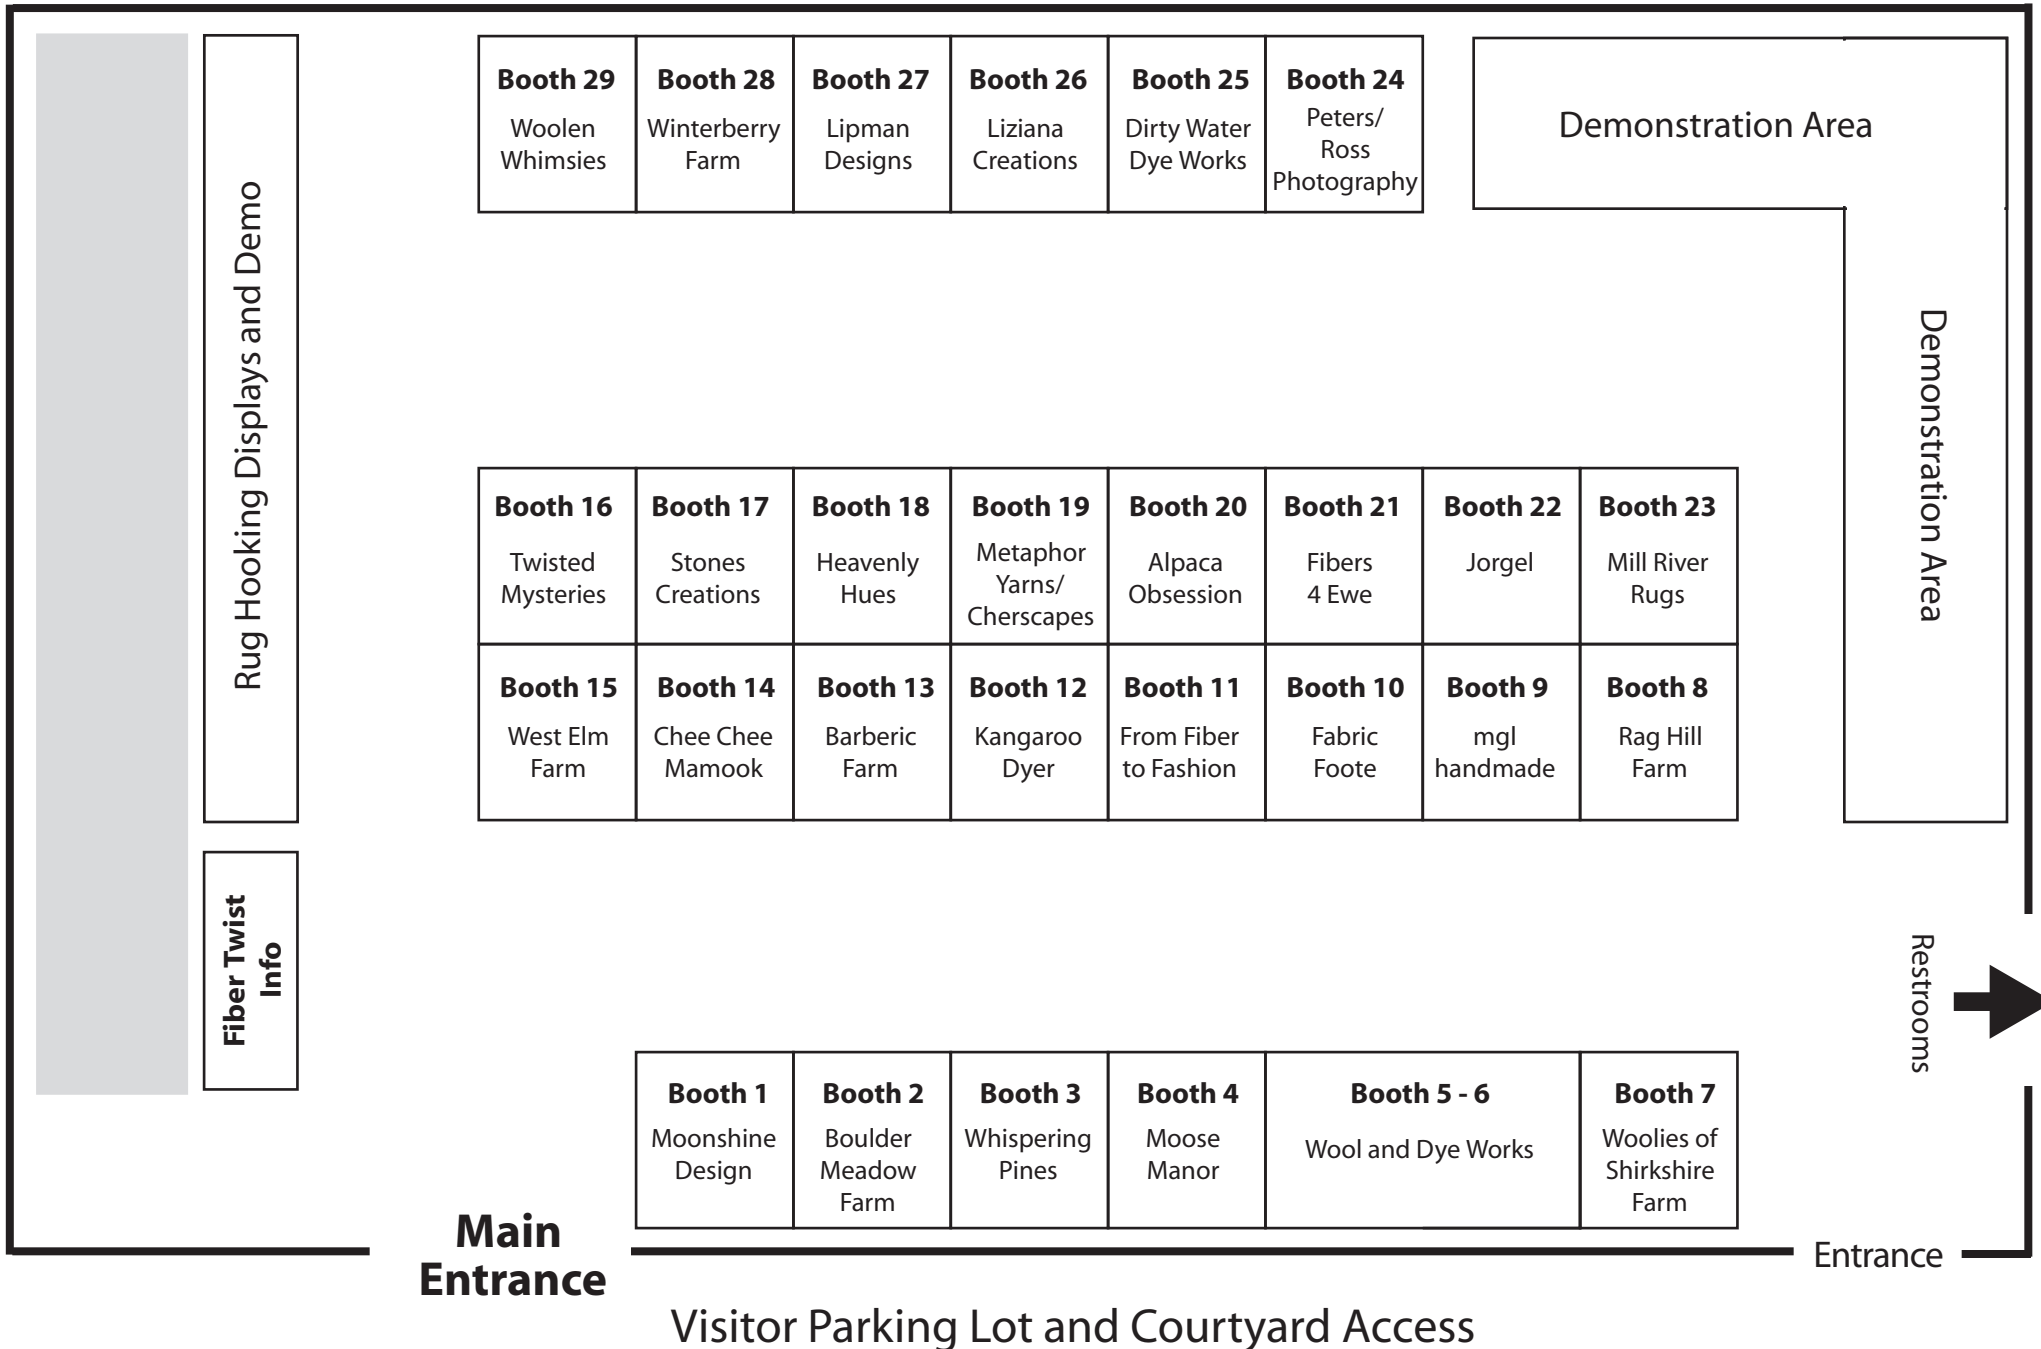 Rug Hooking Displays and Demo
Fiber Twist
Info
Booth 29
Woolen
Whimsies
Booth 28
Winterberry
Farm
Booth 27
Lipman
Designs
Booth 26
Liziana
Creations
Booth 25
Dirty Water
Dye Works
Booth 24
Peters/
Ross
Photography
Demonstration Area
Demonstration Area
Booth 16
Twisted
Mysteries
Booth 17
Stones
Creations
Booth 18
Heavenly
Hues
Booth 19
Metaphor
Yarns/
Cherscapes
Booth 20
Alpaca
Obsession
Booth 21
Fibers
4 Ewe
Booth 22
Jorgel
Booth 23
Mill River
Rugs
Booth 15
West Elm
Farm
Booth 14
Chee Chee
Mamook
Booth 13
Barberic
Farm
Booth 12
Kangaroo
Dyer
Booth 11
From Fiber
to Fashion
Booth 10
Fabric
Foote
Booth 9
mgl
handmade
Booth 8
Rag Hill
Farm
Restrooms
Booth 1
Moonshine
Design
Booth 2
Boulder
Meadow
Farm
Booth 3
Whispering
Pines
Booth 4
Moose
Manor
Booth 5 - 6
Wool and Dye Works
Booth 7
Woolies of
Shirkshire
Farm
Main
Entrance
Entrance
Visitor Parking Lot and Courtyard Access